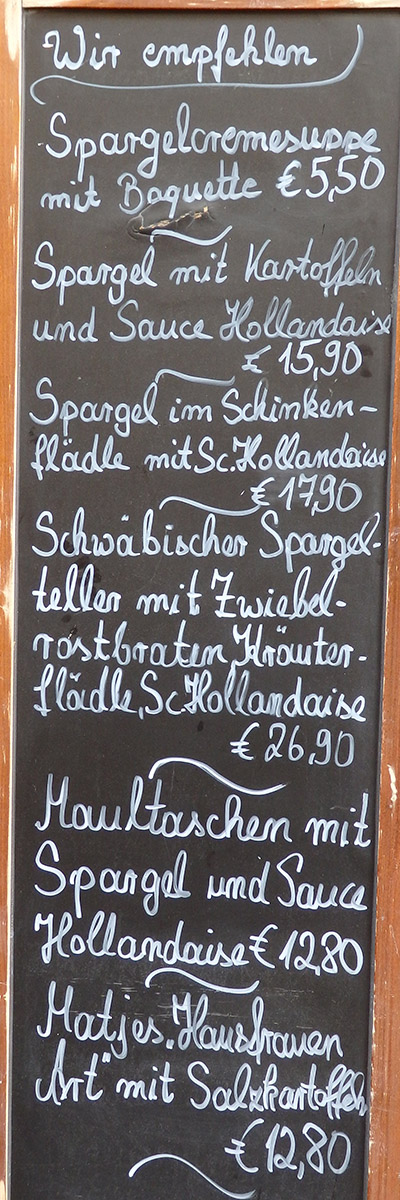 Wir empfehlen
Spargelcremesuppe
mit Baguette € 5,50
Spargel mit Kartoffeln
und Sauce Hollandaise
€ 15,90
Spargel im Schinken-
flädle mit Sc. Hollandaise
€ 17,90
Schwäbischer Spargel-
teller mit Zwiebel-
rostbraten, Kräuter-
flädle, Sc. Hollandaise
€ 26,90
Maultaschen mit
Spargel und Sauce
Hollandaise € 12,80
Matjes „Hausfrauen
Art" mit Salzkartoffeln
€ 12,80